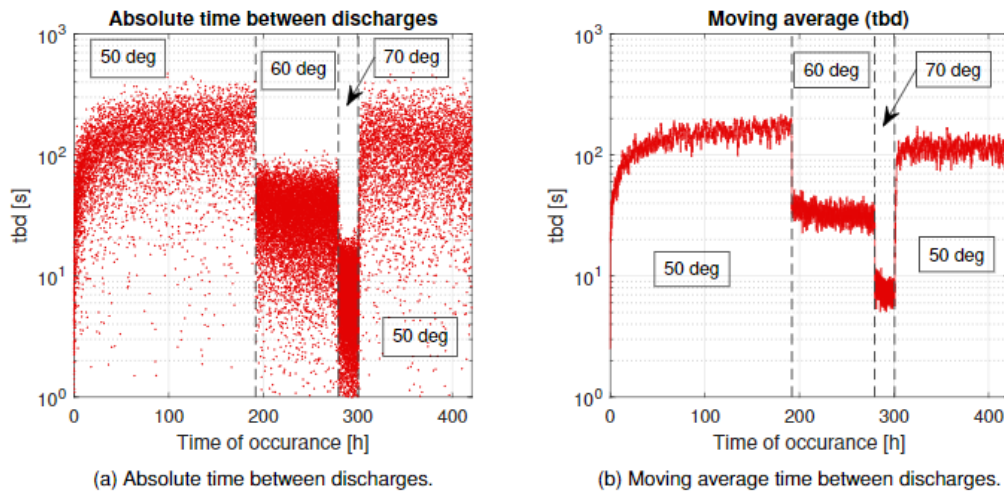 Absolute time between discharges
10^3
50 deg
60 deg
70 deg
10^2
tbd [s]
10^1
50 deg
10^0
0
100
200
300
400
Time of occurance [h]
(a) Absolute time between discharges.
Moving average (tbd)
10^3
60 deg
70 deg
10^2
tbd [s]
50 deg
50 deg
10^1
10^0
0
100
200
300
400
Time of occurance [h]
(b) Moving average time between discharges.